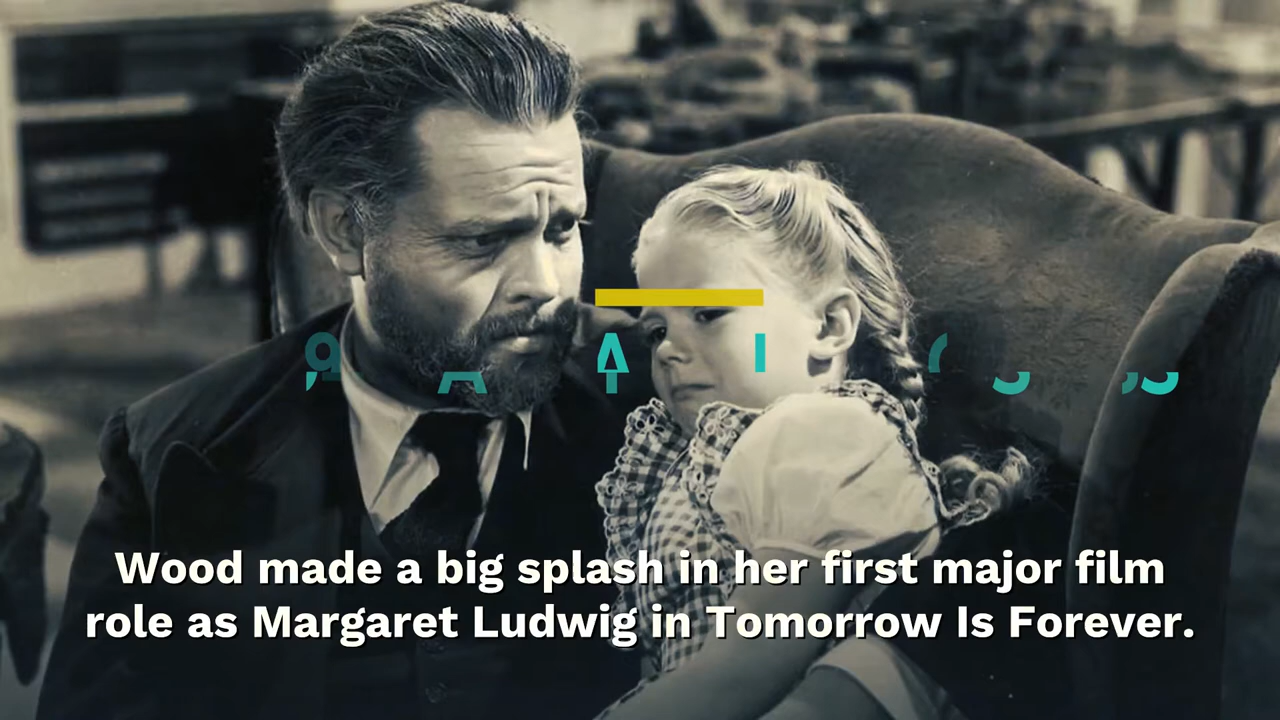 Wood made a big splash in her first major film
role as Margaret Ludwig in Tomorrow Is Forever.